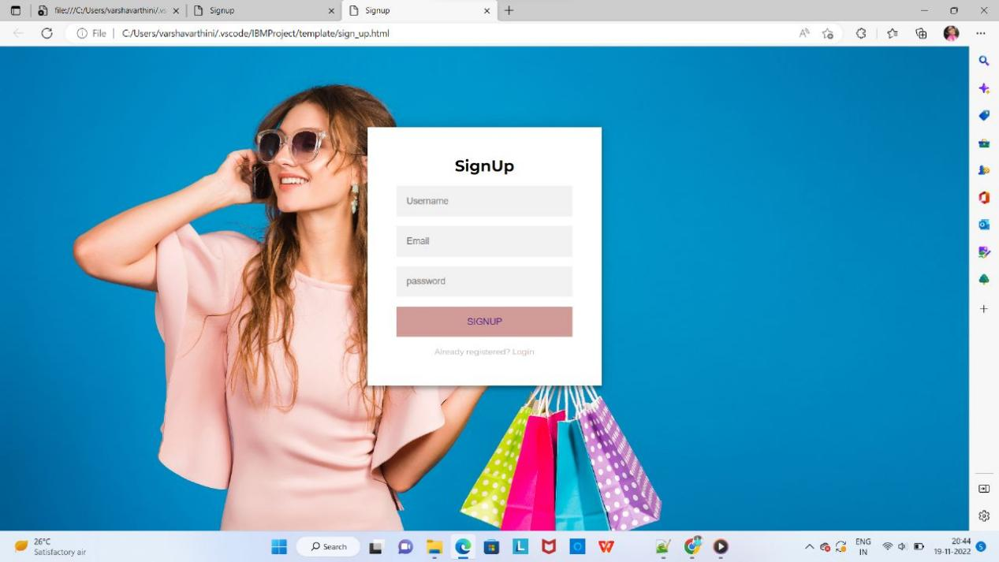 file:///C:/Users/varshavarthini/.vs
Signup
Signup
File
C:/Users/varshavarthini/.vscode/IBMProject/template/sign_up.html
SignUp
Username
Email
password
SIGNUP
Already registered? Login
26°C
Satisfactory air
Search
ENG
IN
20:44
19-11-2022
5